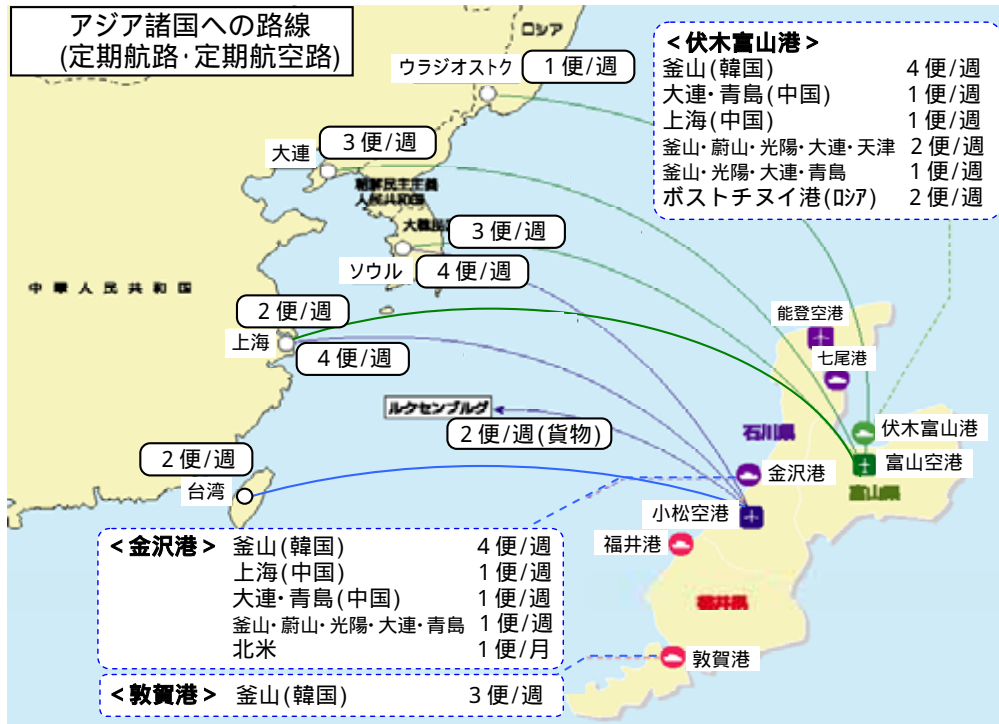 アジア諸国への路線
(定期航路･定期航空路)
ロシア
ウラジオストク
1便/週
<伏木富山港>
釜山(韓国) 4便/週
大連･青島(中国) 1便/週
上海(中国) 1便/週
釜山･蔚山･光陽･大連･天津 2便/週
釜山･光陽･大連･青島 1便/週
ボストチヌイ港(ﾛｼｱ) 2便/週
大連
3便/週
朝鮮民主主義
人民共和国
大韓民
3便/週
ソウル
4便/週
中華人民共和国
2便/週
上海
4便/週
能登空港
七尾港
ルクセンブルグ
2便/週(貨物)
石川県
伏木富山港
富山空港
富山県
金沢港
2便/週
台湾
小松空港
福井港
福井県
敦賀港
<金沢港> 釜山(韓国) 4便/週
上海(中国) 1便/週
大連･青島(中国) 1便/週
釜山･蔚山･光陽･大連･青島 1便/週
北米 1便/月
<敦賀港> 釜山(韓国) 3便/週